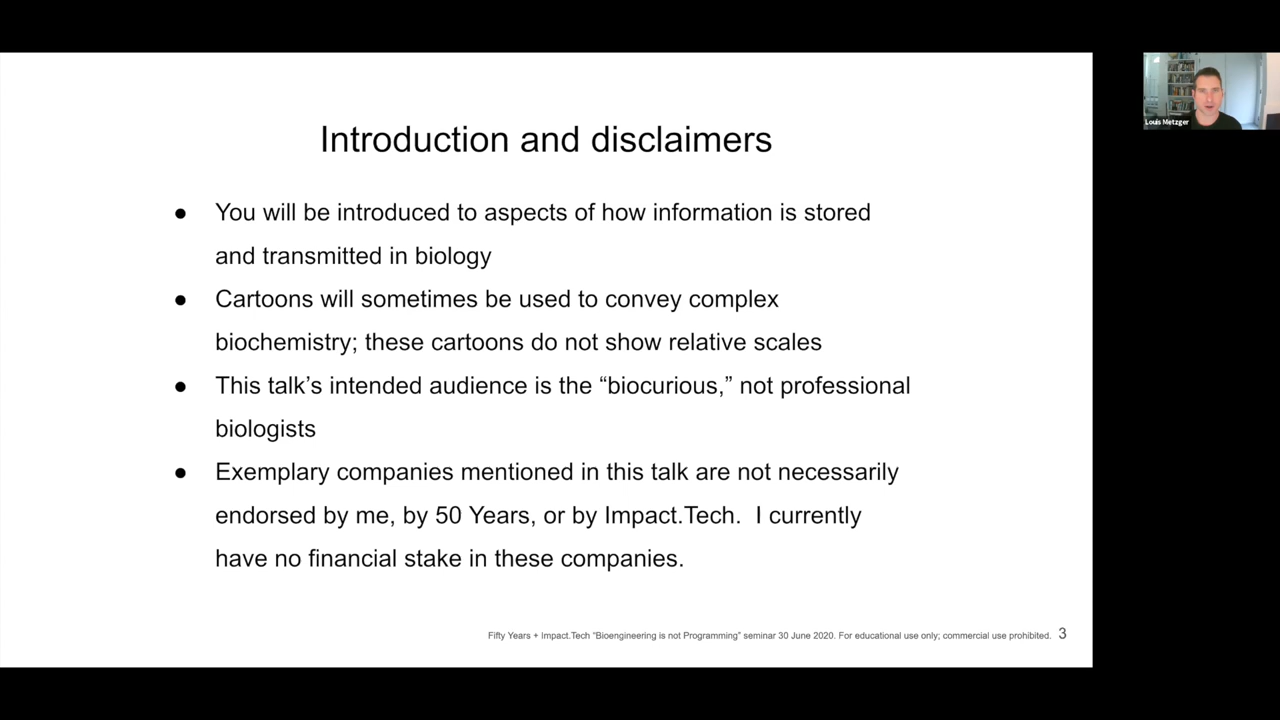 Introduction and disclaimers
● You will be introduced to aspects of how information is stored
and transmitted in biology
● Cartoons will sometimes be used to convey complex
biochemistry; these cartoons do not show relative scales
● This talk’s intended audience is the “biocurious,” not professional
biologists
● Exemplary companies mentioned in this talk are not necessarily
endorsed by me, by 50 Years, or by Impact.Tech.  I currently
have no financial stake in these companies.
Fifty Years + Impact.Tech “Bioengineering is not Programming” seminar 30 June 2020. For educational use only; commercial use prohibited. 3
Louis Metzger